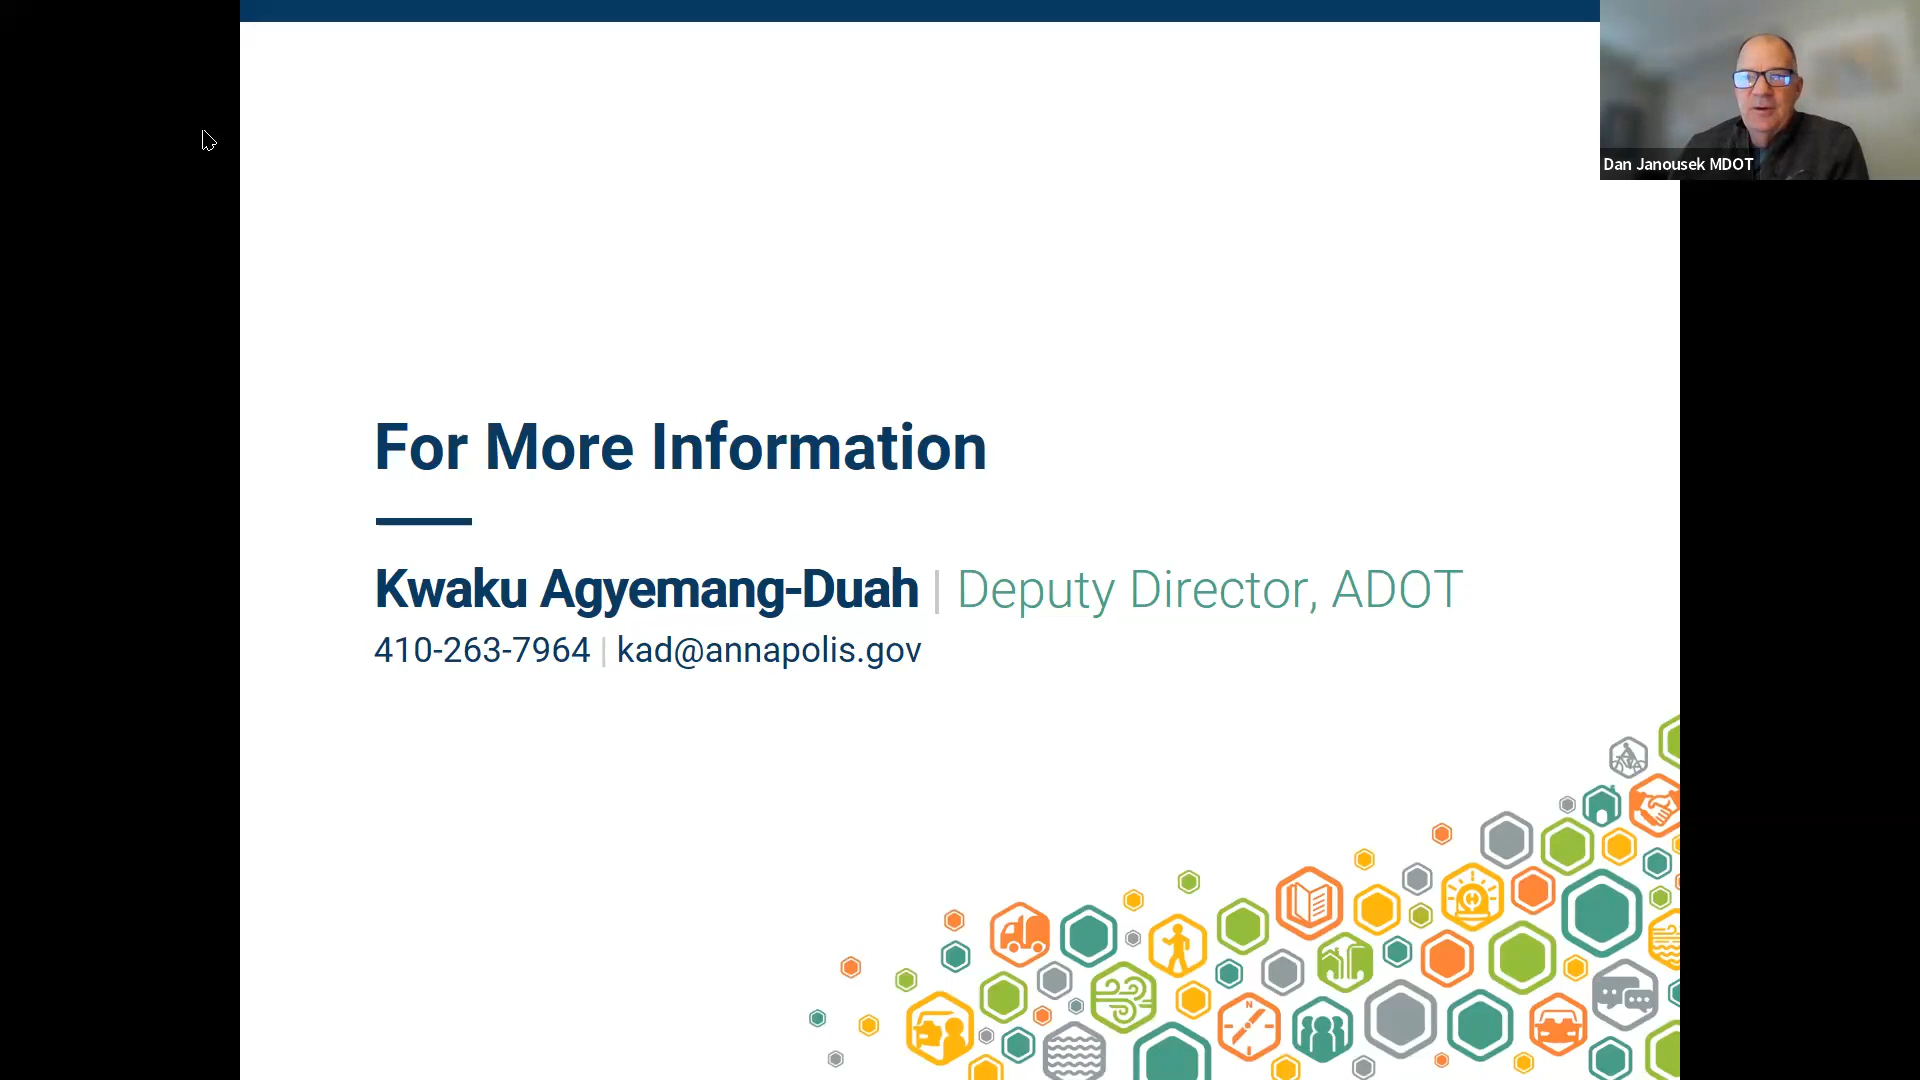 Dan Janousek MDOT
For More Information
Kwaku Agyemang-Duah | Deputy Director, ADOT
410-263-7964 | kad@annapolis.gov
N